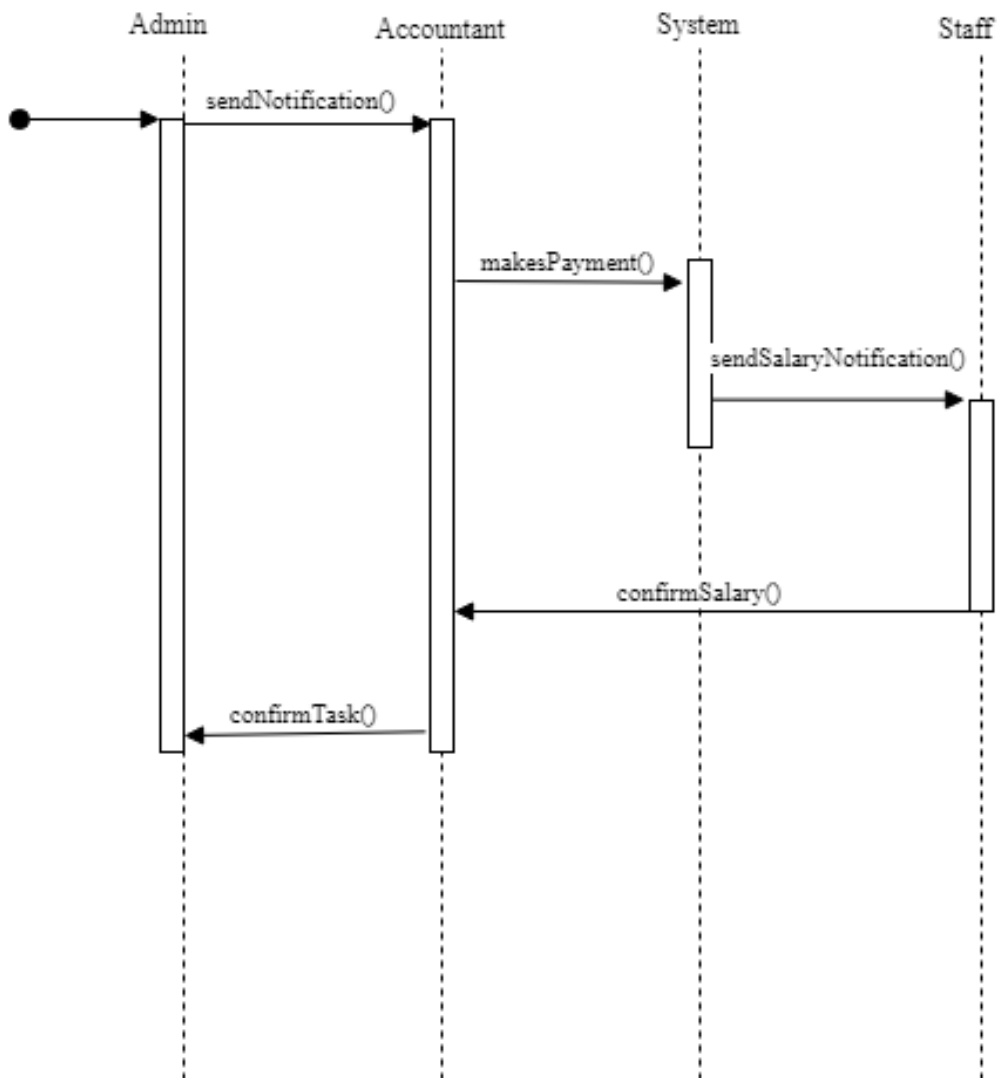 Admin
Accountant
System
Staff
sendNotification()
makesPayment()
sendSalaryNotification()
confirmSalary()
confirmTask()